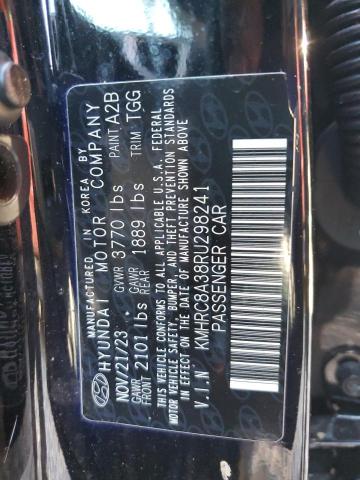 MANUFACTURED IN KOREA BY
HYUNDAI MOTOR COMPANY
NOV/21/23 GVWR 3770 lbs PAINT A2B
GAWR FRONT 2101 lbs GAWR REAR 1889 lbs TRIM TGG
THIS VEHICLE CONFORMS TO ALL APPLICABLE U.S.A. FEDERAL
MOTOR VEHICLE SAFETY, BUMPER, AND THEFT PREVENTION STANDARDS
IN EFFECT ON THE DATE OF MANUFACTURE SHOWN ABOVE
V.I.N KMHRC8A38RU298241
PASSENGER CAR